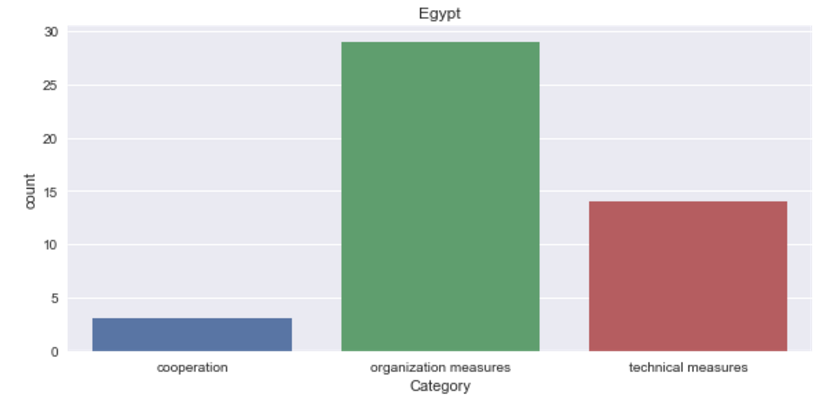 Egypt
30
25
20
15
10
5
0
count
cooperation
organization measures
technical measures
Category